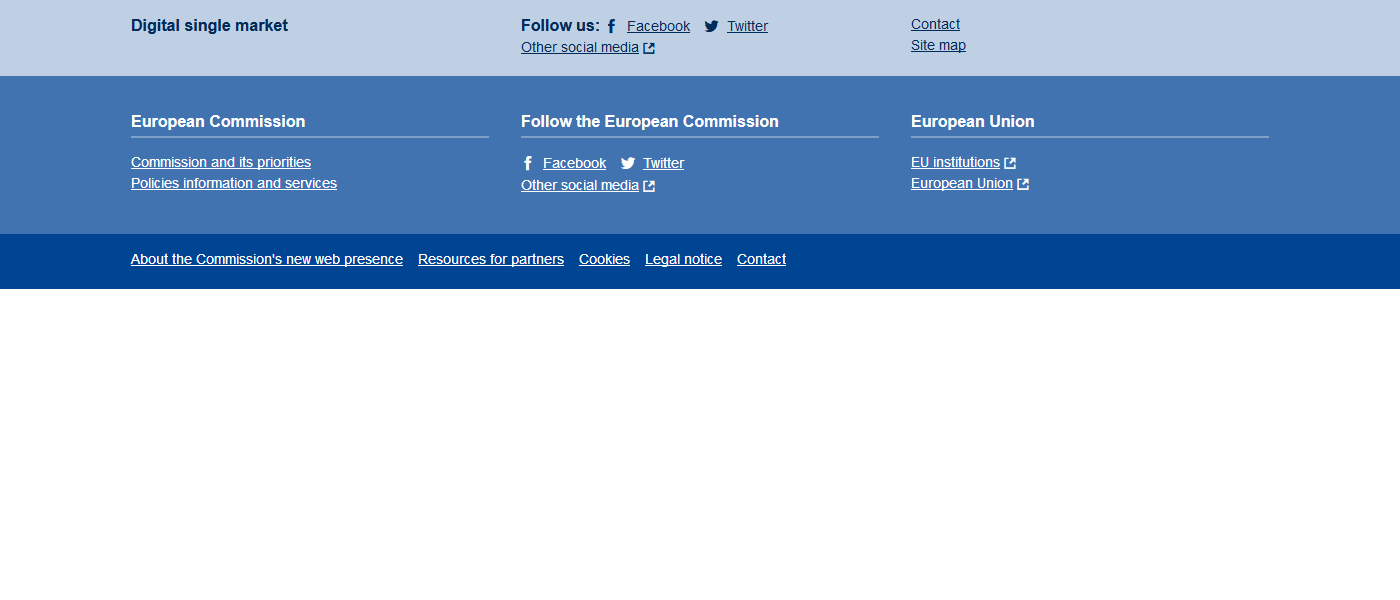 Digital single market
Follow us: Facebook Twitter
Other social media
Contact
Site map
European Commission
Commission and its priorities
Policies information and services
Follow the European Commission
Facebook Twitter
Other social media
European Union
EU institutions
European Union
About the Commission's new web presence Resources for partners Cookies Legal notice Contact